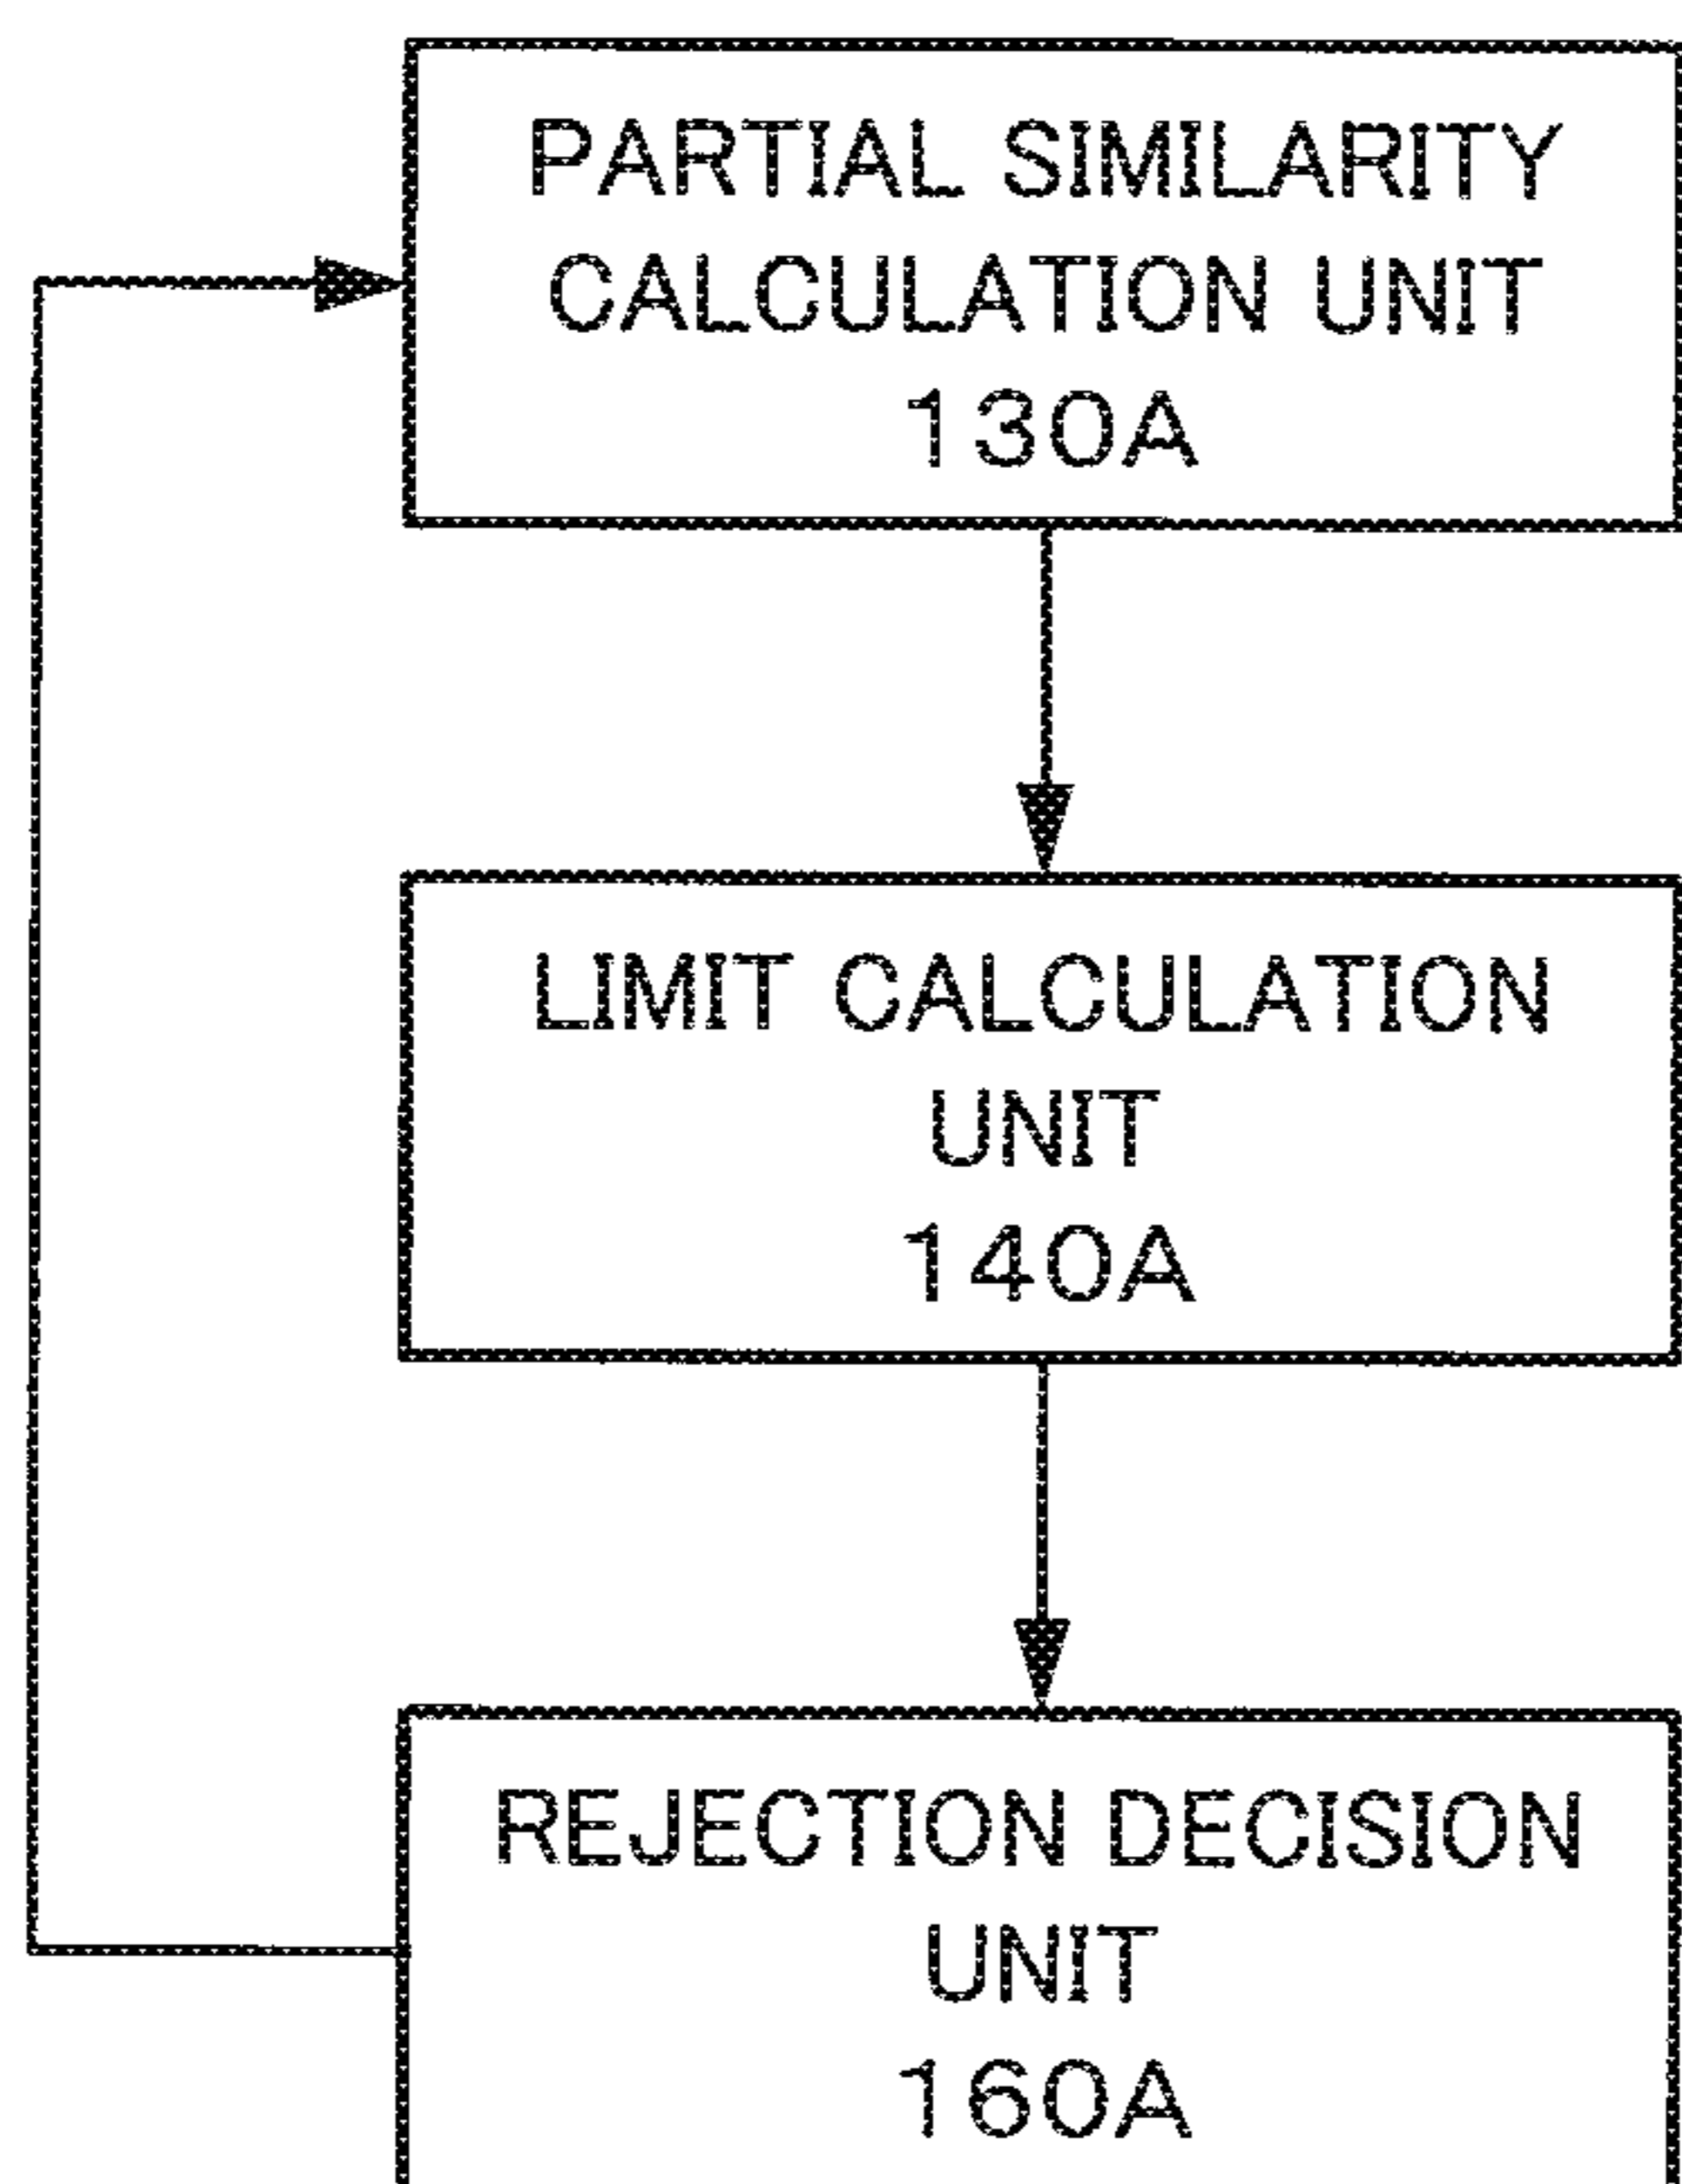 PARTIAL SIMILARITY
CALCULATION UNIT
130A
LIMIT CALCULATION
UNIT
140A
REJECTION DECISION
UNIT
160A